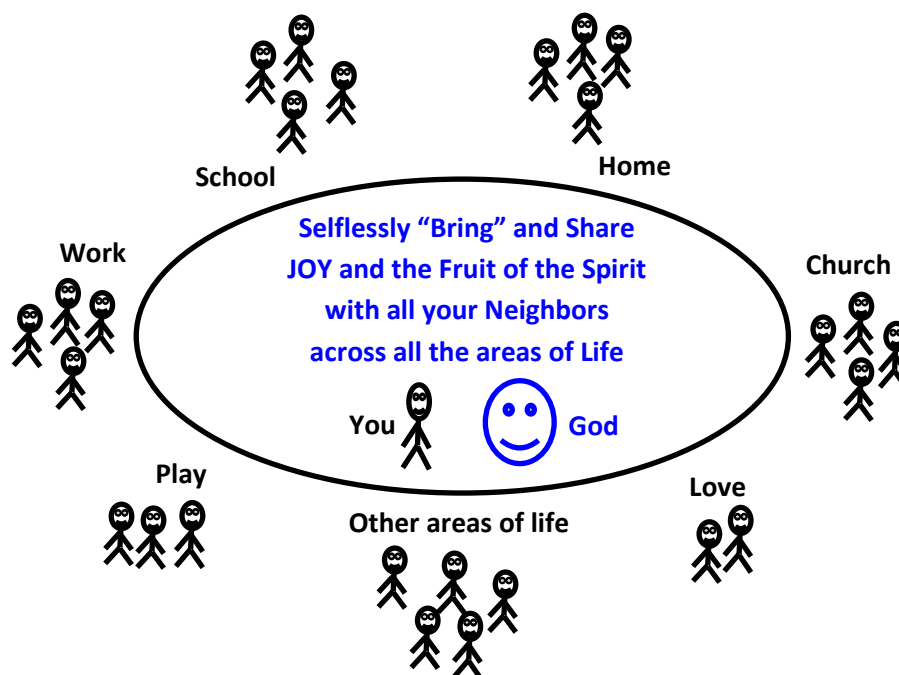 School
Home
Work
Church
Selflessly “Bring” and Share
JOY and the Fruit of the Spirit
with all your Neighbors
across all the areas of Life
You
God
Play
Love
Other areas of life